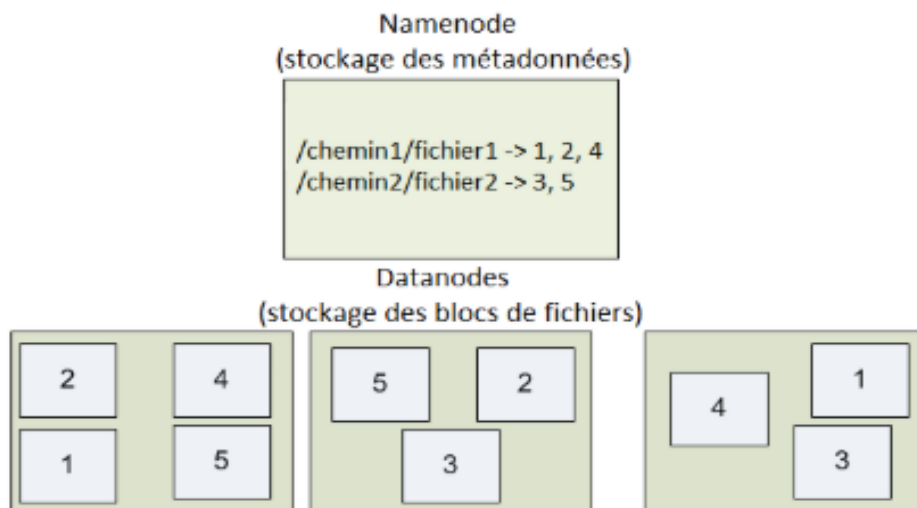 Namenode
(stockage des métadonnées)
/chemin1/fichier1 -> 1, 2, 4
/chemin2/fichier2 -> 3, 5
Datanodes
(stockage des blocs de fichiers)
2 4
1 5
5 2
3
4 1
3